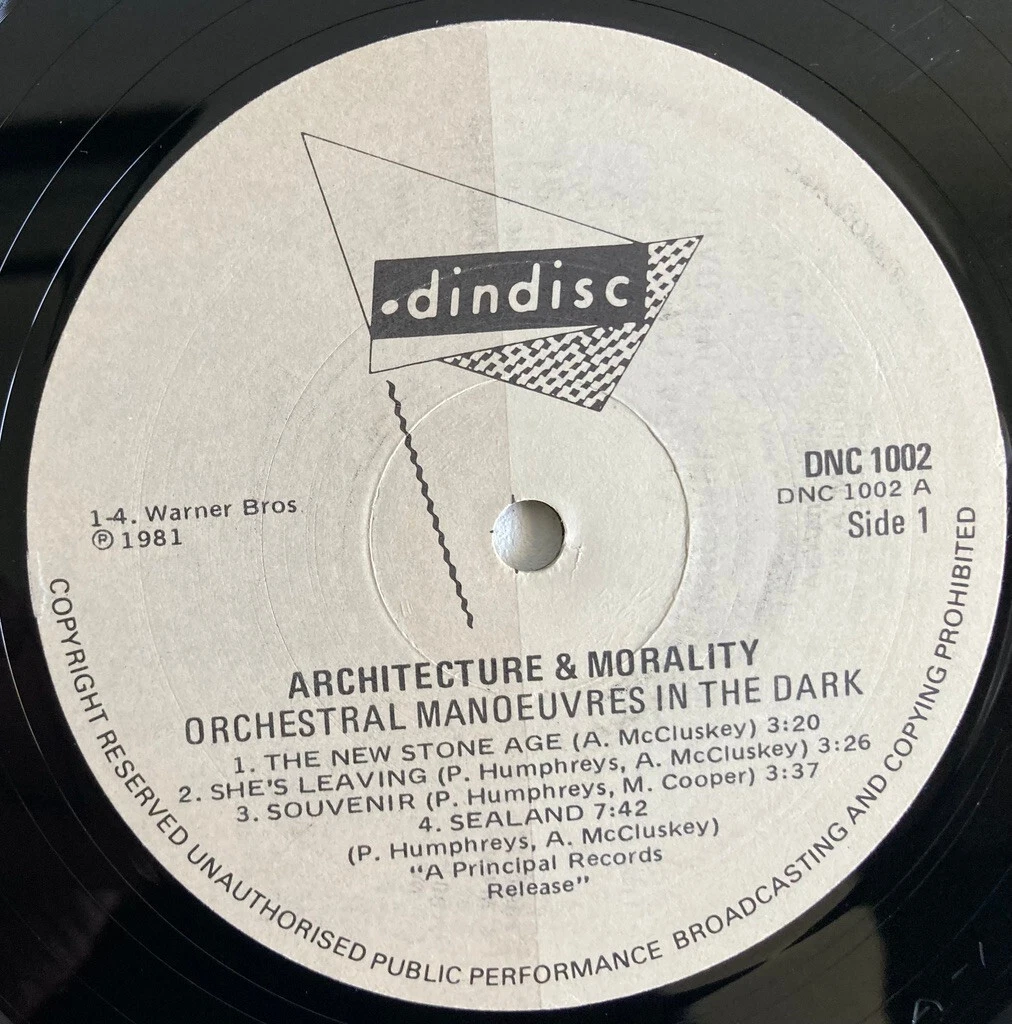 .dindisc
DNC 1002
DNC 1002 A
Side 1
1-4. Warner Bros.
℗ 1981
ARCHITECTURE & MORALITY
ORCHESTRAL MANOEUVRES IN THE DARK
1. THE NEW STONE AGE (A. McCluskey) 3:20
2. SHE'S LEAVING (P. Humphreys, A. McCluskey) 3:26
3. SOUVENIR (P. Humphreys, M. Cooper) 3:37
4. SEALAND 7:42
(P. Humphreys, A. McCluskey)
"A Principal Records
Release"
COPYRIGHT RESERVED UNAUTHORISED PUBLIC PERFORMANCE BROADCASTING AND COPYING PROHIBITED